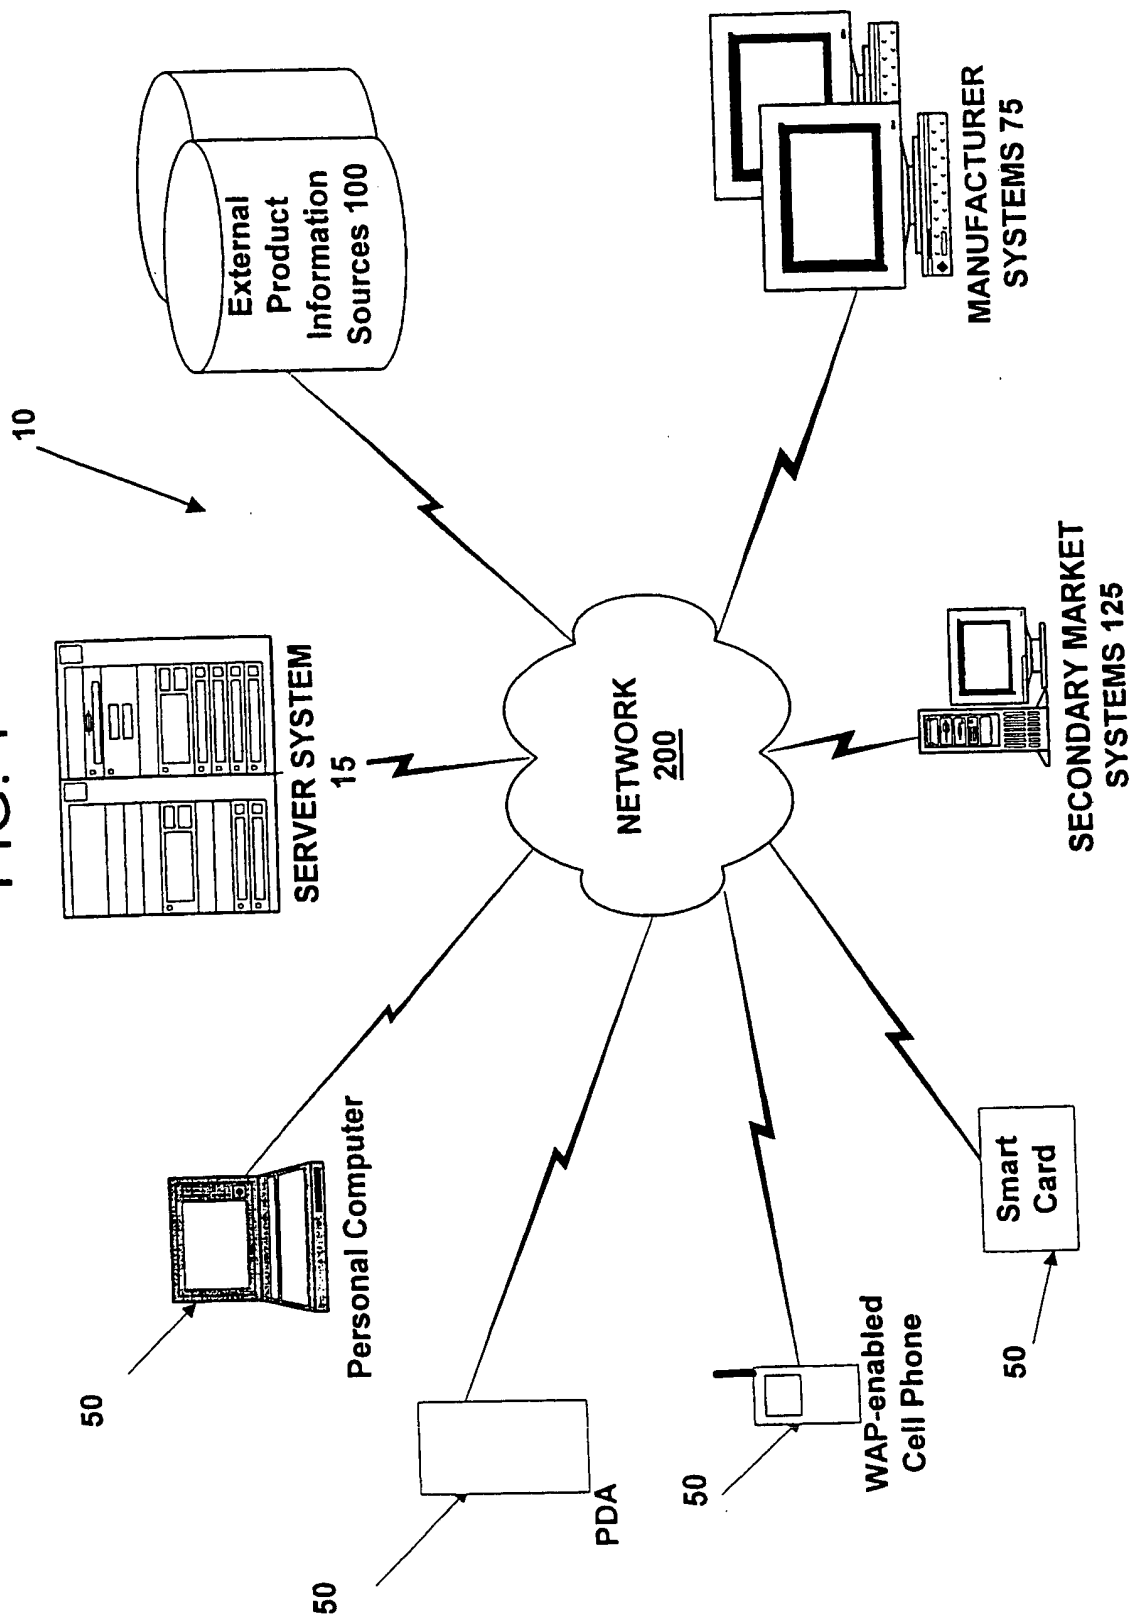 FIG. 1
10
External
Product
Information
Sources 100
SERVER SYSTEM
15
50
Personal Computer
50
PDA
NETWORK
200
MANUFACTURER
SYSTEMS 75
50
WAP-enabled
Cell Phone
50
Smart
Card
SECONDARY MARKET
SYSTEMS 125